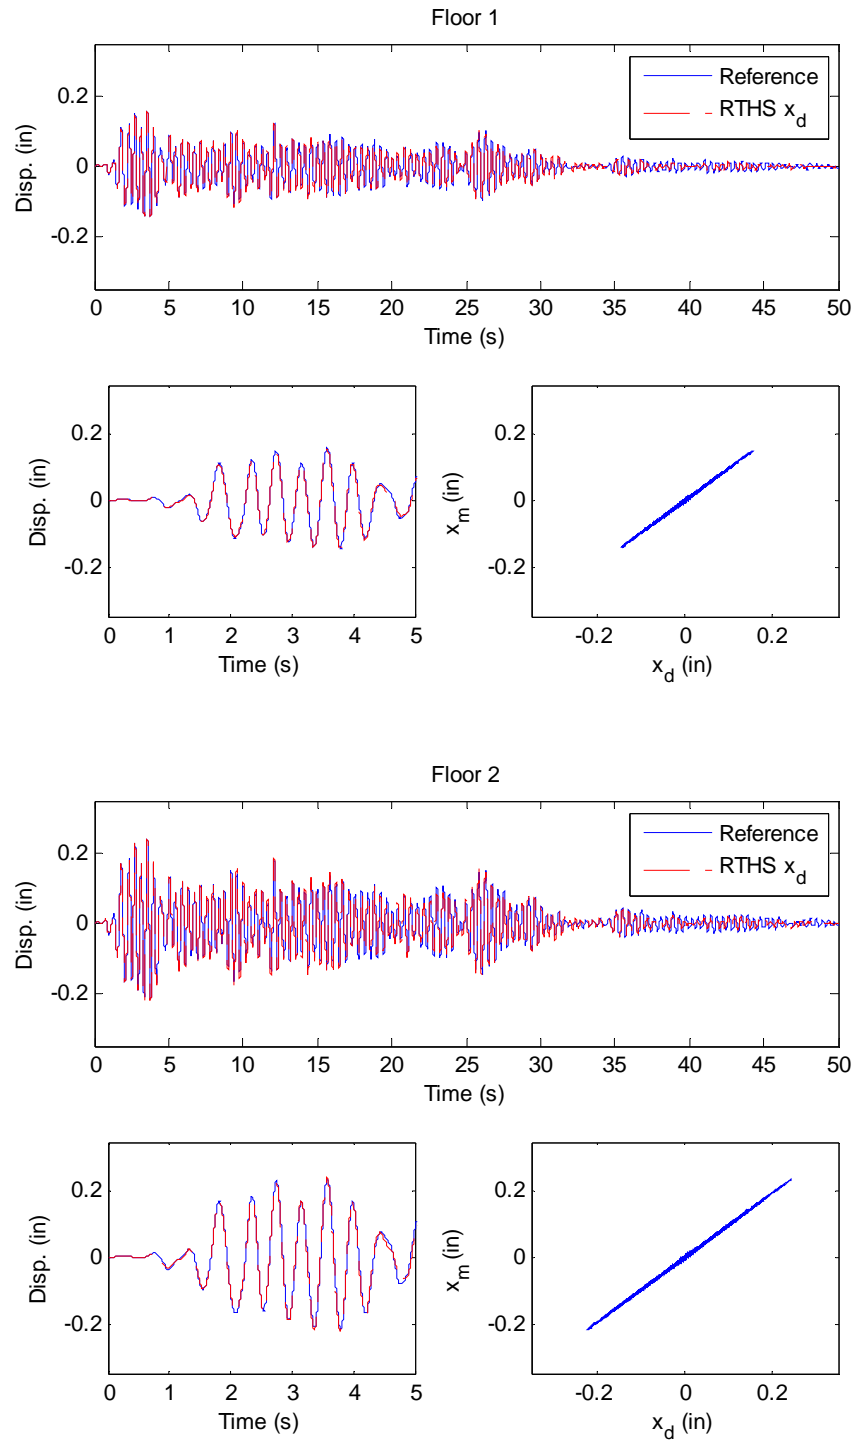 Floor 1
Disp. (in)
0.2
0
-0.2
Reference
RTHS x_d
0 5 10 15 20 25 30 35 40 45 50
Time (s)
Disp. (in)
0.2
0
-0.2
0 1 2 3 4 5
Time (s)
x_m (in)
0.2
0
-0.2
-0.2 0 0.2
x_d (in)
Floor 2
Disp. (in)
0.2
0
-0.2
Reference
RTHS x_d
0 5 10 15 20 25 30 35 40 45 50
Time (s)
Disp. (in)
0.2
0
-0.2
0 1 2 3 4 5
Time (s)
x_m (in)
0.2
0
-0.2
-0.2 0 0.2
x_d (in)